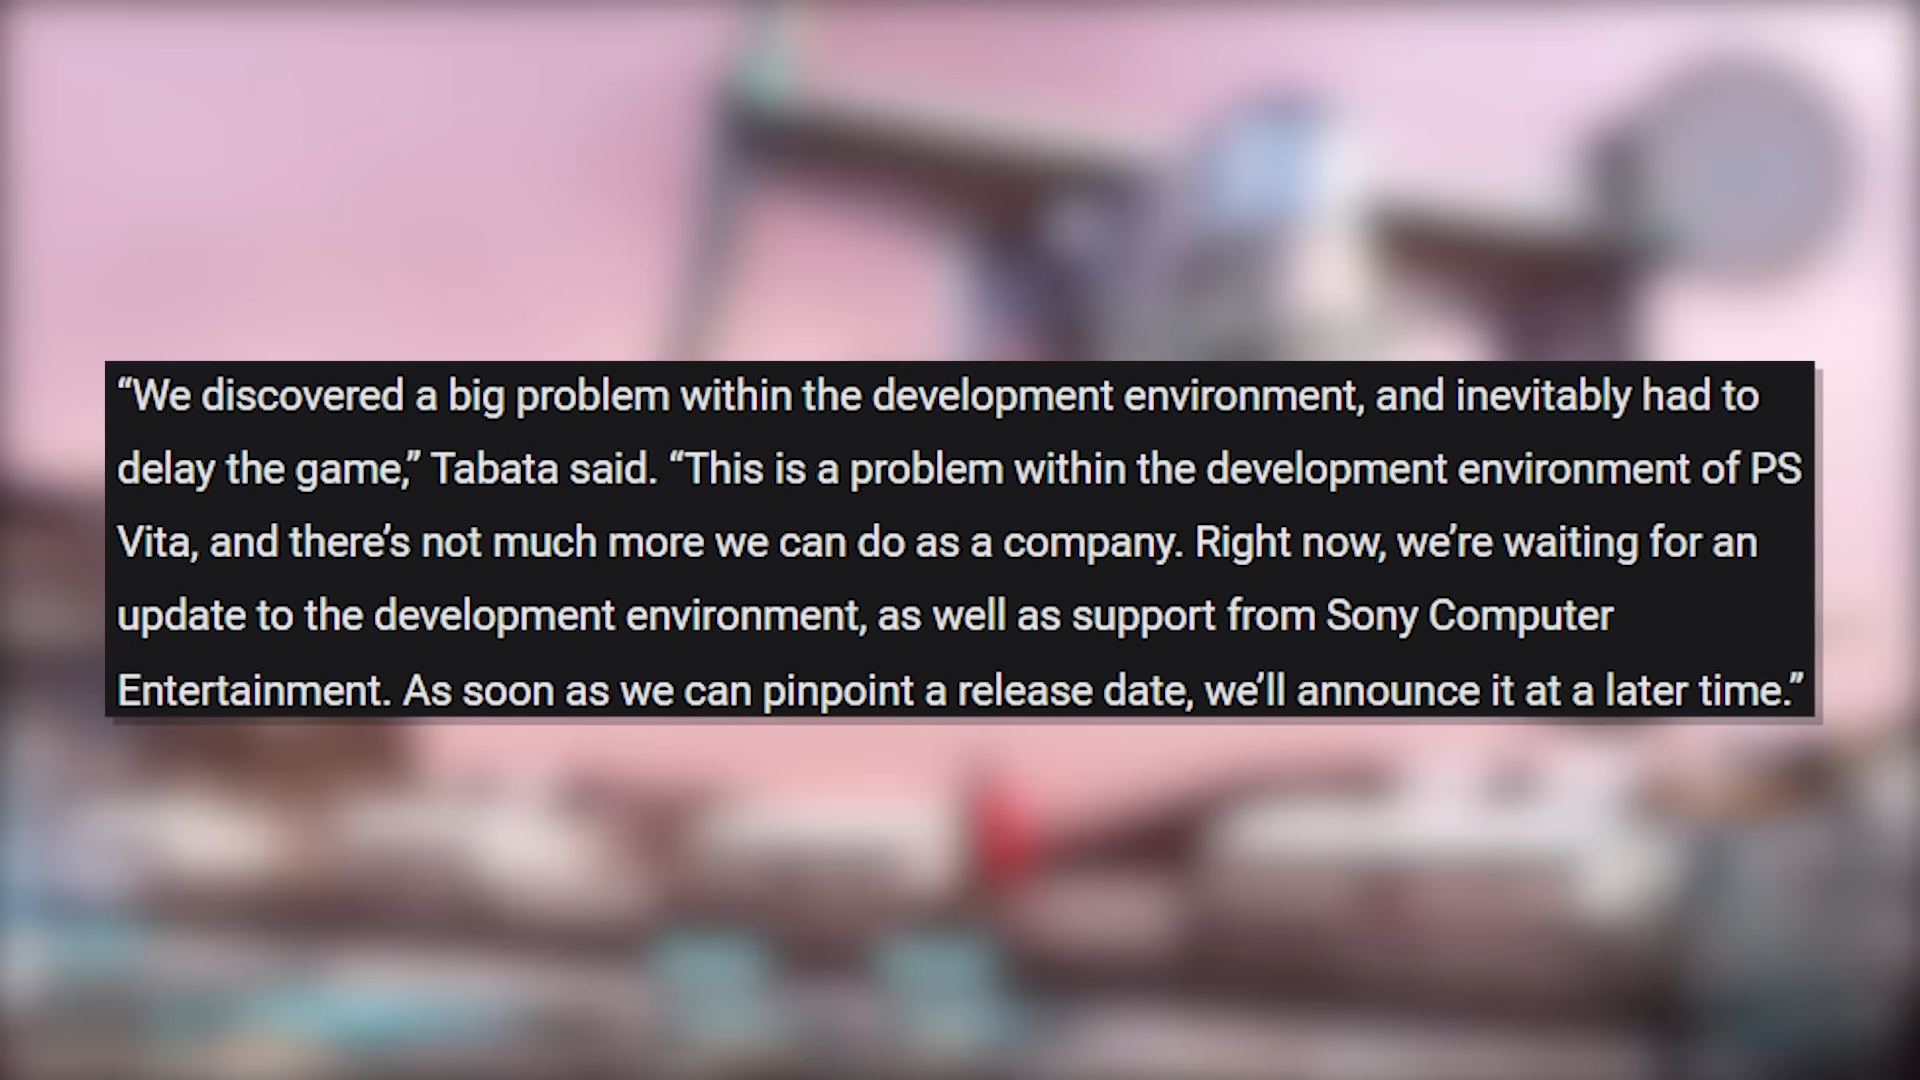 “We discovered a big problem within the development environment, and inevitably had to
delay the game,” Tabata said. “This is a problem within the development environment of PS
Vita, and there’s not much more we can do as a company. Right now, we’re waiting for an
update to the development environment, as well as support from Sony Computer
Entertainment. As soon as we can pinpoint a release date, we’ll announce it at a later time.”